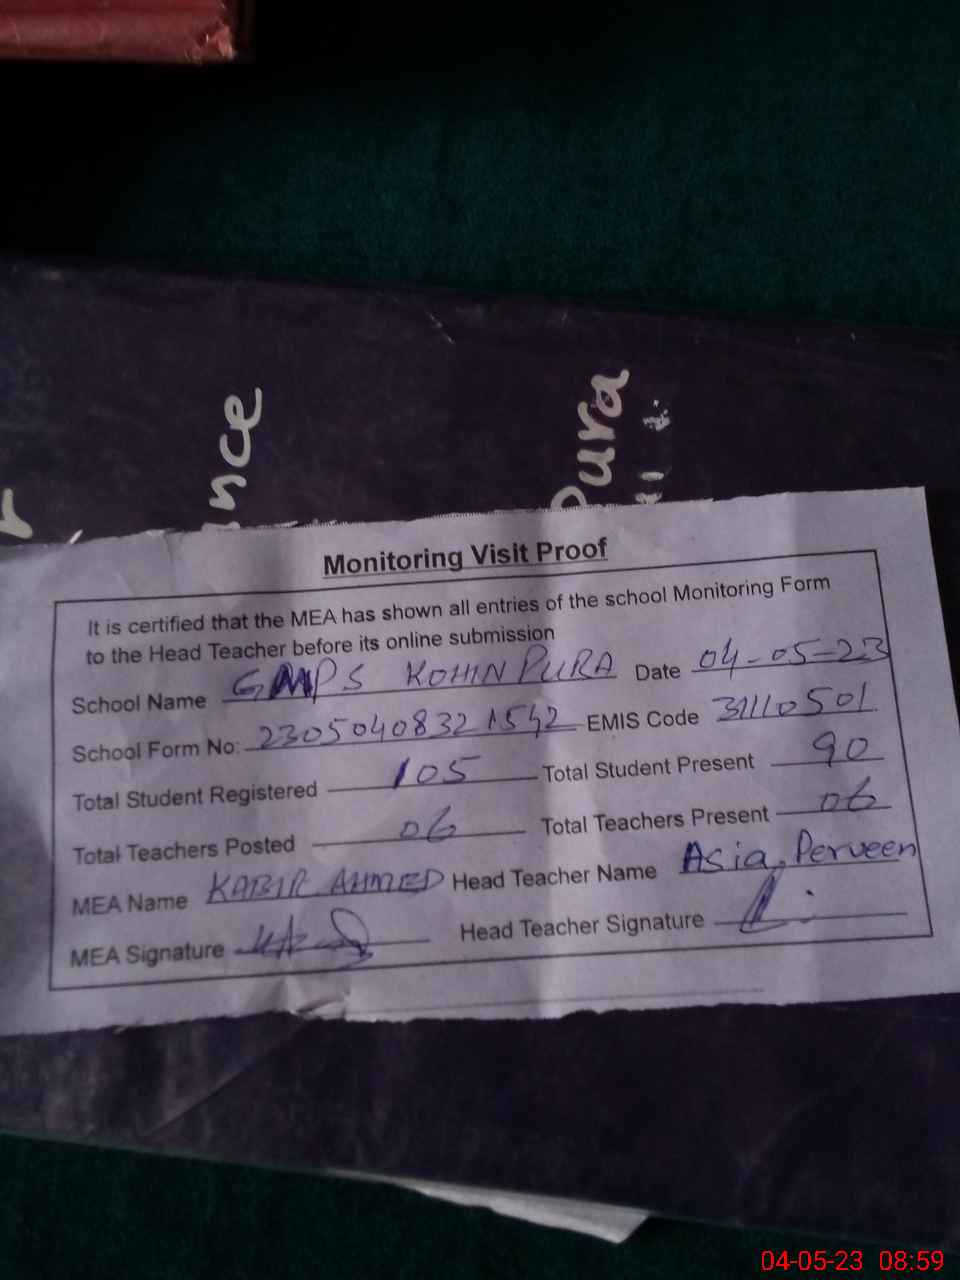 nce
Pura
Monitoring Visit Proof
It is certified that the MEA has shown all entries of the school Monitoring Form
to the Head Teacher before its online submission
School Name GMPS KOHIN PURA Date 04-05-23
School Form No: 23050408321542 EMIS Code 31110501
Total Student Registered 105 Total Student Present 90
Total Teachers Posted 06 Total Teachers Present 06
MEA Name KABIR AHMED Head Teacher Name Asia Perveen
MEA Signature Head Teacher Signature
04-05-23 08:59